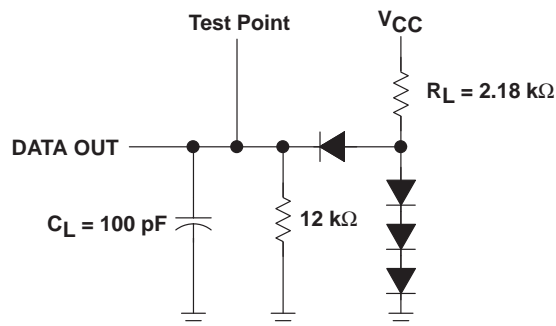 Test Point
VCC
RL = 2.18 kΩ
DATA OUT
CL = 100 pF
12 kΩ